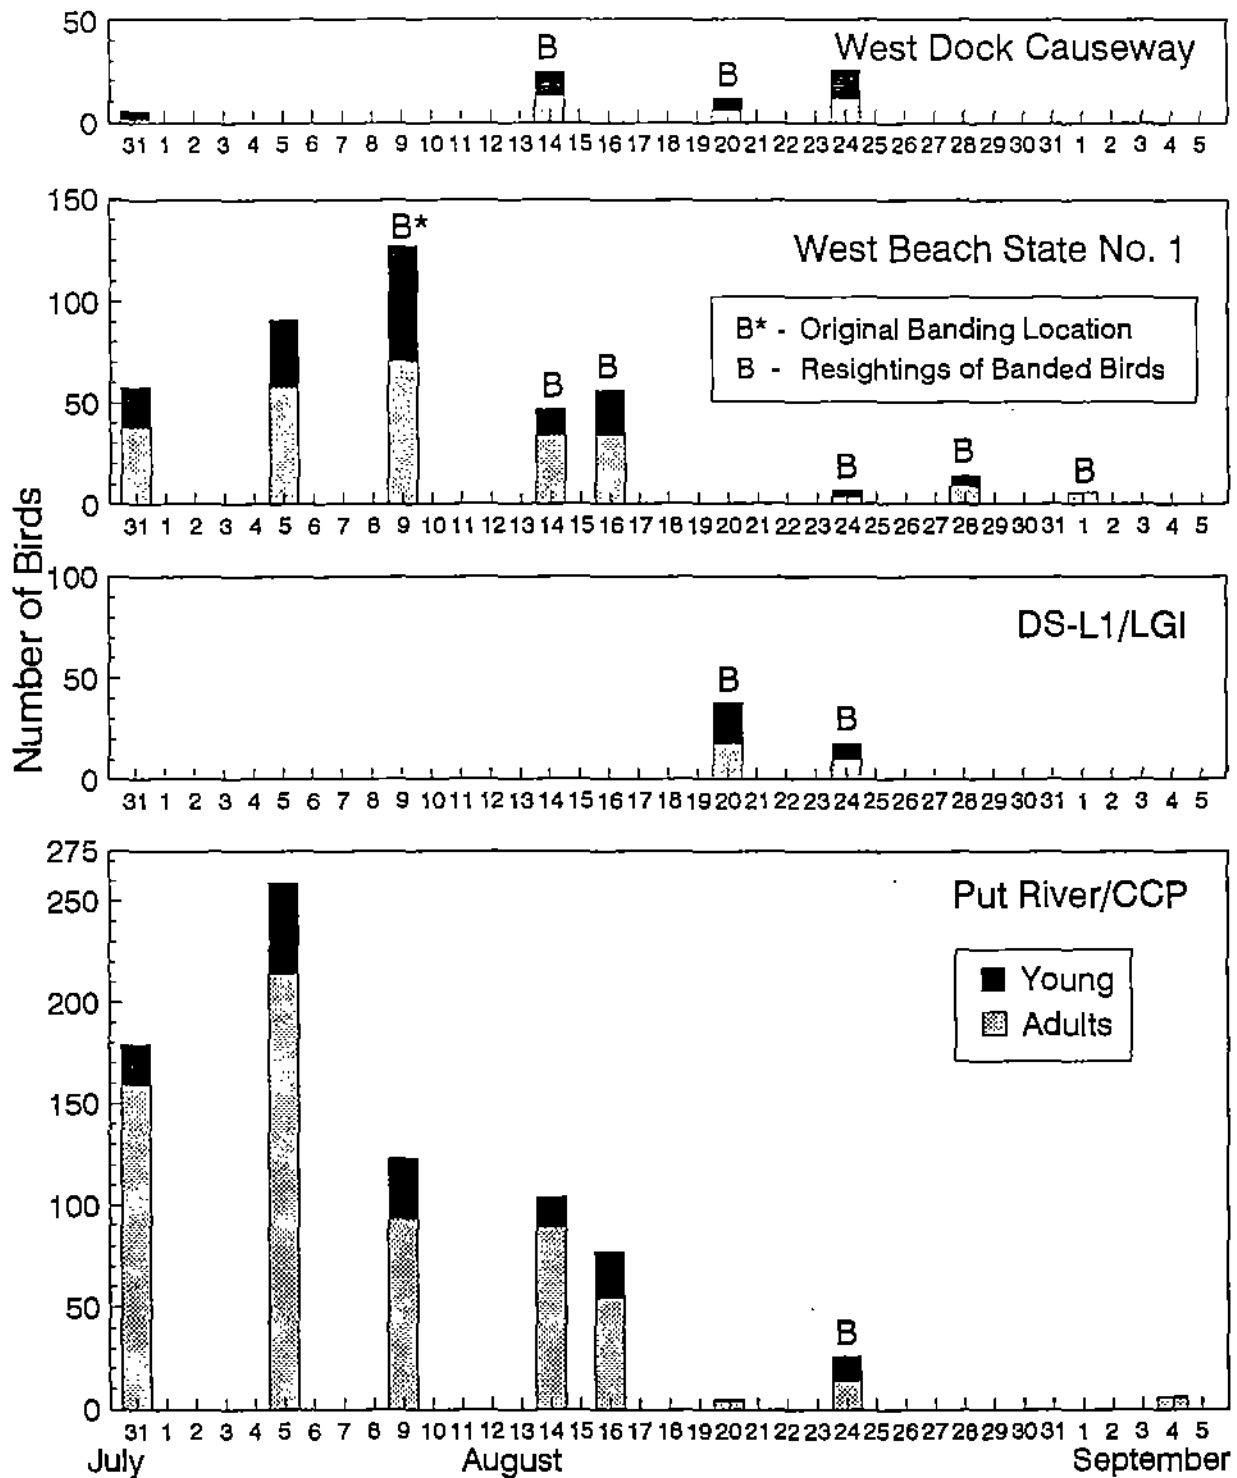 50
B
B
West Dock Causeway
0
31 1 2 3 4 5 6 7 8 9 10 11 12 13 14 15 16 17 18 19 20 21 22 23 24 25 26 27 28 29 30 31 1 2 3 4 5
150
B*
West Beach State No. 1
100
B* - Original Banding Location
B - Resightings of Banded Birds
50
B
B
B
B
B
0
31 1 2 3 4 5 6 7 8 9 10 11 12 13 14 15 16 17 18 19 20 21 22 23 24 25 26 27 28 29 30 31 1 2 3 4 5
Number of Birds
100
DS-L1/LGI
50
B
B
0
31 1 2 3 4 5 6 7 8 9 10 11 12 13 14 15 16 17 18 19 20 21 22 23 24 25 26 27 28 29 30 31 1 2 3 4 5
275
Put River/CCP
250
Young
Adults
200
150
100
50
B
0
31 1 2 3 4 5 6 7 8 9 10 11 12 13 14 15 16 17 18 19 20 21 22 23 24 25 26 27 28 29 30 31 1 2 3 4 5
July August September